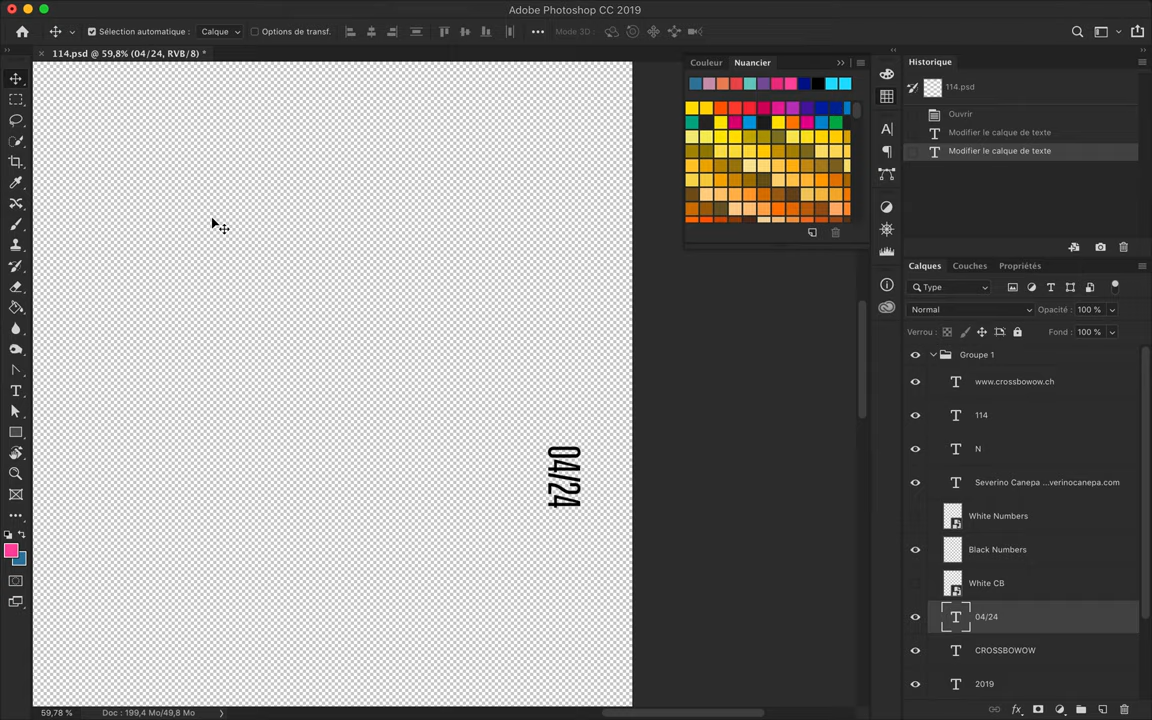 Adobe Photoshop CC 2019
Sélection automatique :
Calque
Options de transf.
Mode 3D :
114.psd @ 59,8% (04/24, RVB/8) *
Couleur
Nuancier
Historique
114.psd
Ouvrir
Modifier le calque de texte
Modifier le calque de texte
Calques
Couches
Propriétés
Type
Normal
Opacité : 100 %
Verrou :
Fond : 100 %
Groupe 1
www.crossbowow.ch
114
N
Severino Canepa ...verinocanepa.com
White Numbers
Black Numbers
White CB
04/24
CROSSBOWOW
2019
04/24
59,78 %
Doc : 199,4 Mo/49,8 Mo